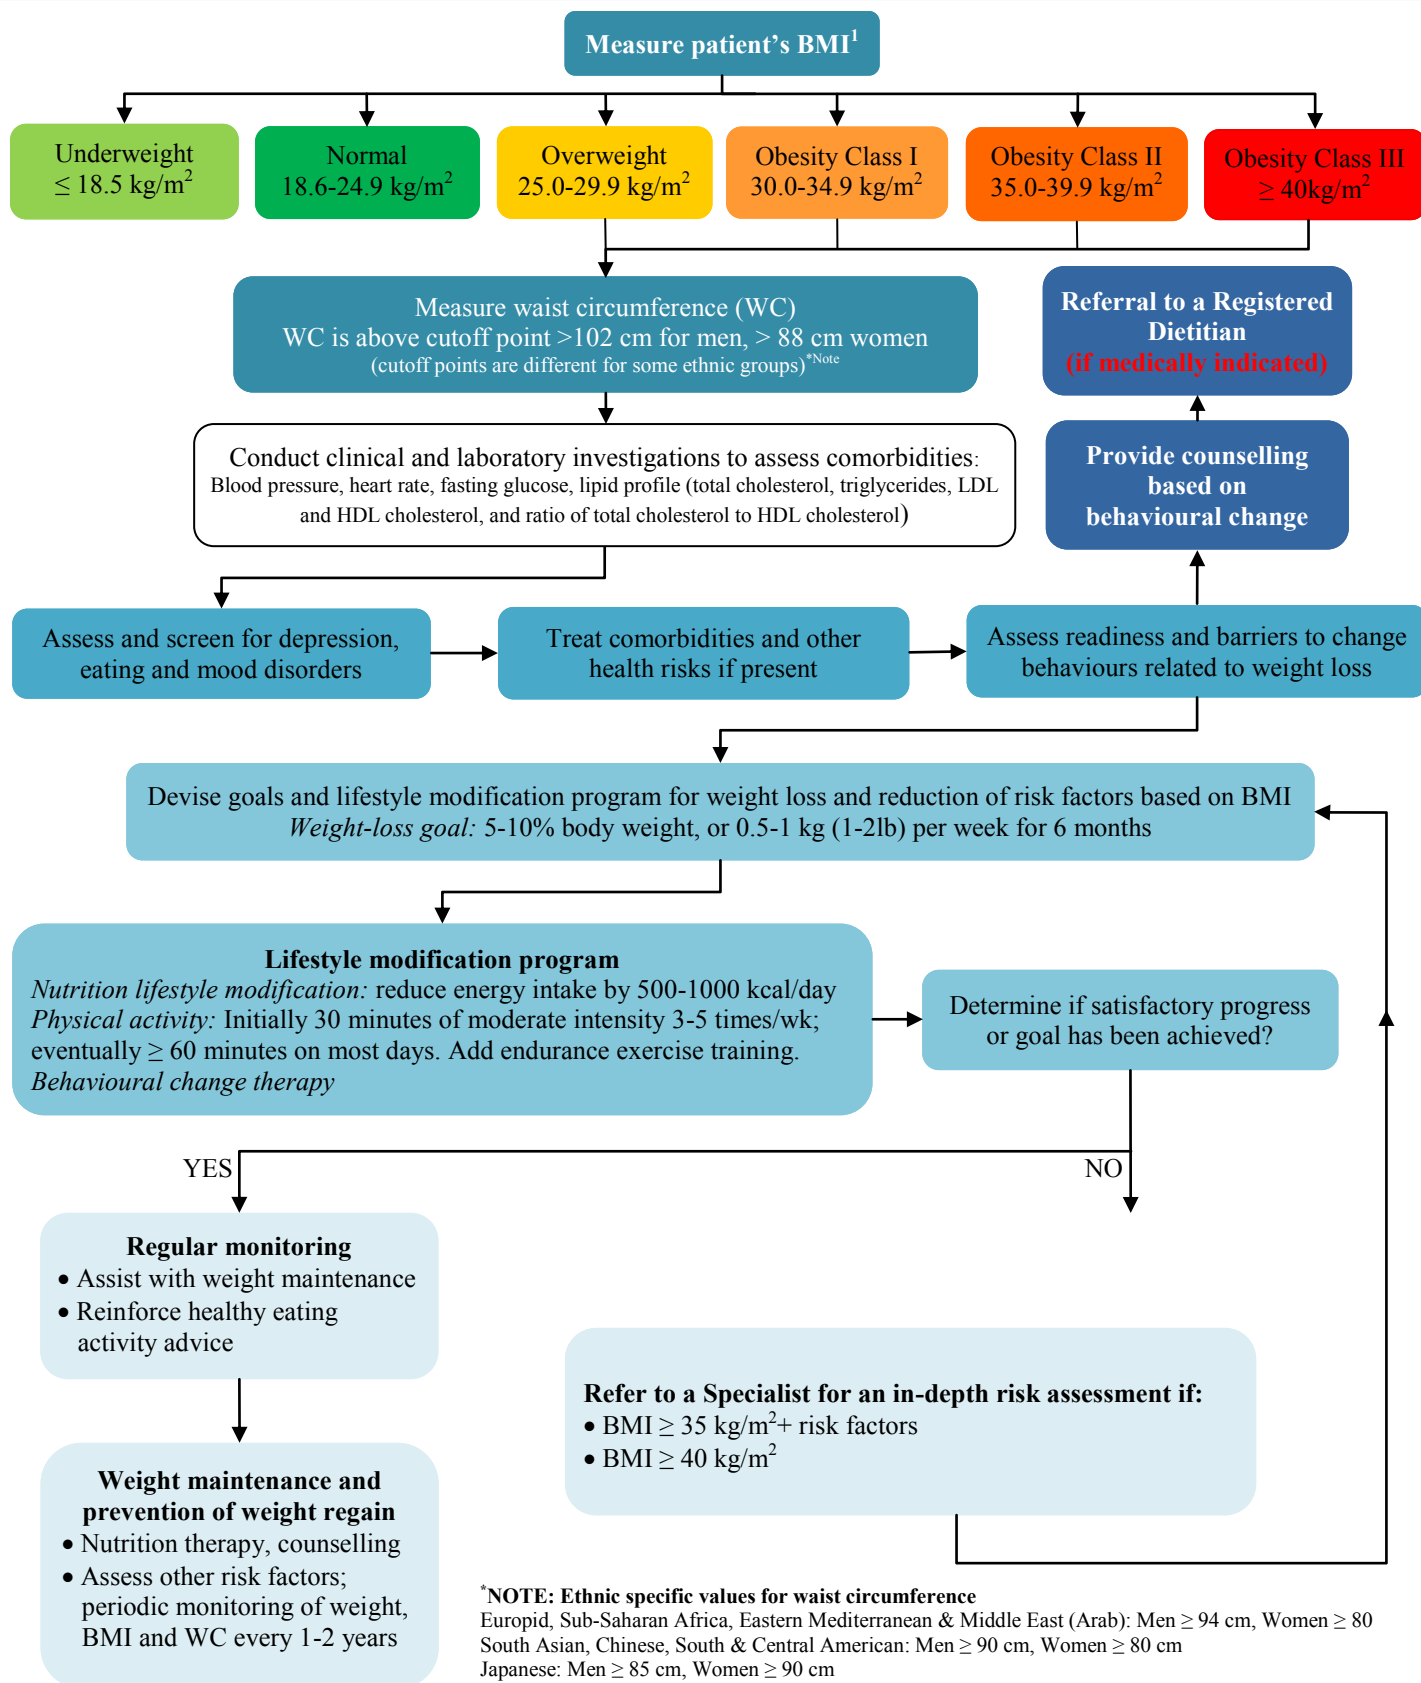 Measure patient's BMI¹
Underweight
≤ 18.5 kg/m²
Normal
18.6-24.9 kg/m²
Overweight
25.0-29.9 kg/m²
Obesity Class I
30.0-34.9 kg/m²
Obesity Class II
35.0-39.9 kg/m²
Obesity Class III
≥ 40kg/m²
Measure waist circumference (WC)
WC is above cutoff point >102 cm for men, > 88 cm women
(cutoff points are different for some ethnic groups)*Note
Referral to a Registered
Dietitian
(if medically indicated)
Conduct clinical and laboratory investigations to assess comorbidities:
Blood pressure, heart rate, fasting glucose, lipid profile (total cholesterol, triglycerides, LDL
and HDL cholesterol, and ratio of total cholesterol to HDL cholesterol)
Provide counselling
based on
behavioural change
Assess and screen for depression,
eating and mood disorders
Treat comorbidities and other
health risks if present
Assess readiness and barriers to change
behaviours related to weight loss
Devise goals and lifestyle modification program for weight loss and reduction of risk factors based on BMI
Weight-loss goal: 5-10% body weight, or 0.5-1 kg (1-2lb) per week for 6 months
Lifestyle modification program
Nutrition lifestyle modification: reduce energy intake by 500-1000 kcal/day
Physical activity: Initially 30 minutes of moderate intensity 3-5 times/wk;
eventually ≥ 60 minutes on most days. Add endurance exercise training.
Behavioural change therapy
Determine if satisfactory progress
or goal has been achieved?
YES
NO
Regular monitoring
• Assist with weight maintenance
• Reinforce healthy eating
activity advice
Refer to a Specialist for an in-depth risk assessment if:
• BMI ≥ 35 kg/m²+ risk factors
• BMI ≥ 40 kg/m²
Weight maintenance and
prevention of weight regain
• Nutrition therapy, counselling
• Assess other risk factors;
periodic monitoring of weight,
BMI and WC every 1-2 years
*NOTE: Ethnic specific values for waist circumference
Europid, Sub-Saharan Africa, Eastern Mediterranean & Middle East (Arab): Men ≥ 94 cm, Women ≥ 80
South Asian, Chinese, South & Central American: Men ≥ 90 cm, Women ≥ 80 cm
Japanese: Men ≥ 85 cm, Women ≥ 90 cm